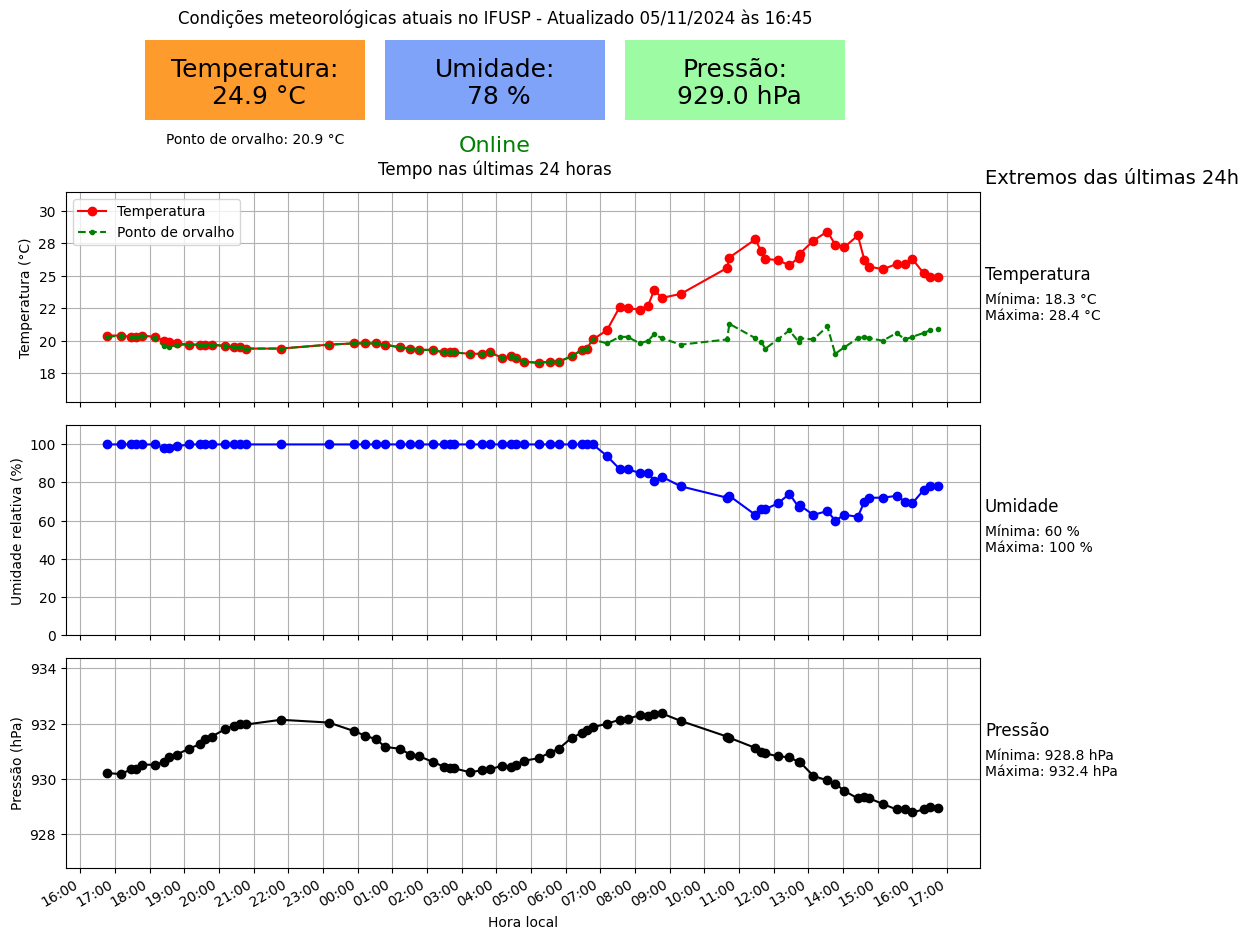 Condições meteorológicas atuais no IFUSP - Atualizado 05/11/2024 às 16:45
Temperatura:
24.9 °C
Umidade:
78 %
Pressão:
929.0 hPa
Ponto de orvalho: 20.9 °C
Online
Tempo nas últimas 24 horas
Extremos das últimas 24h
Temperatura
Ponto de orvalho
Temperatura (°C)
30
28
25
22
20
18
Temperatura
Mínima: 18.3 °C
Máxima: 28.4 °C
Umidade relativa (%)
100
80
60
40
20
0
Umidade
Mínima: 60 %
Máxima: 100 %
Pressão (hPa)
934
932
930
928
Pressão
Mínima: 928.8 hPa
Máxima: 932.4 hPa
16:00 17:00 18:00 19:00 20:00 21:00 22:00 23:00 00:00 01:00 02:00 03:00 04:00 05:00 06:00 07:00 08:00 09:00 10:00 11:00 12:00 13:00 14:00 15:00 16:00 17:00
Hora local